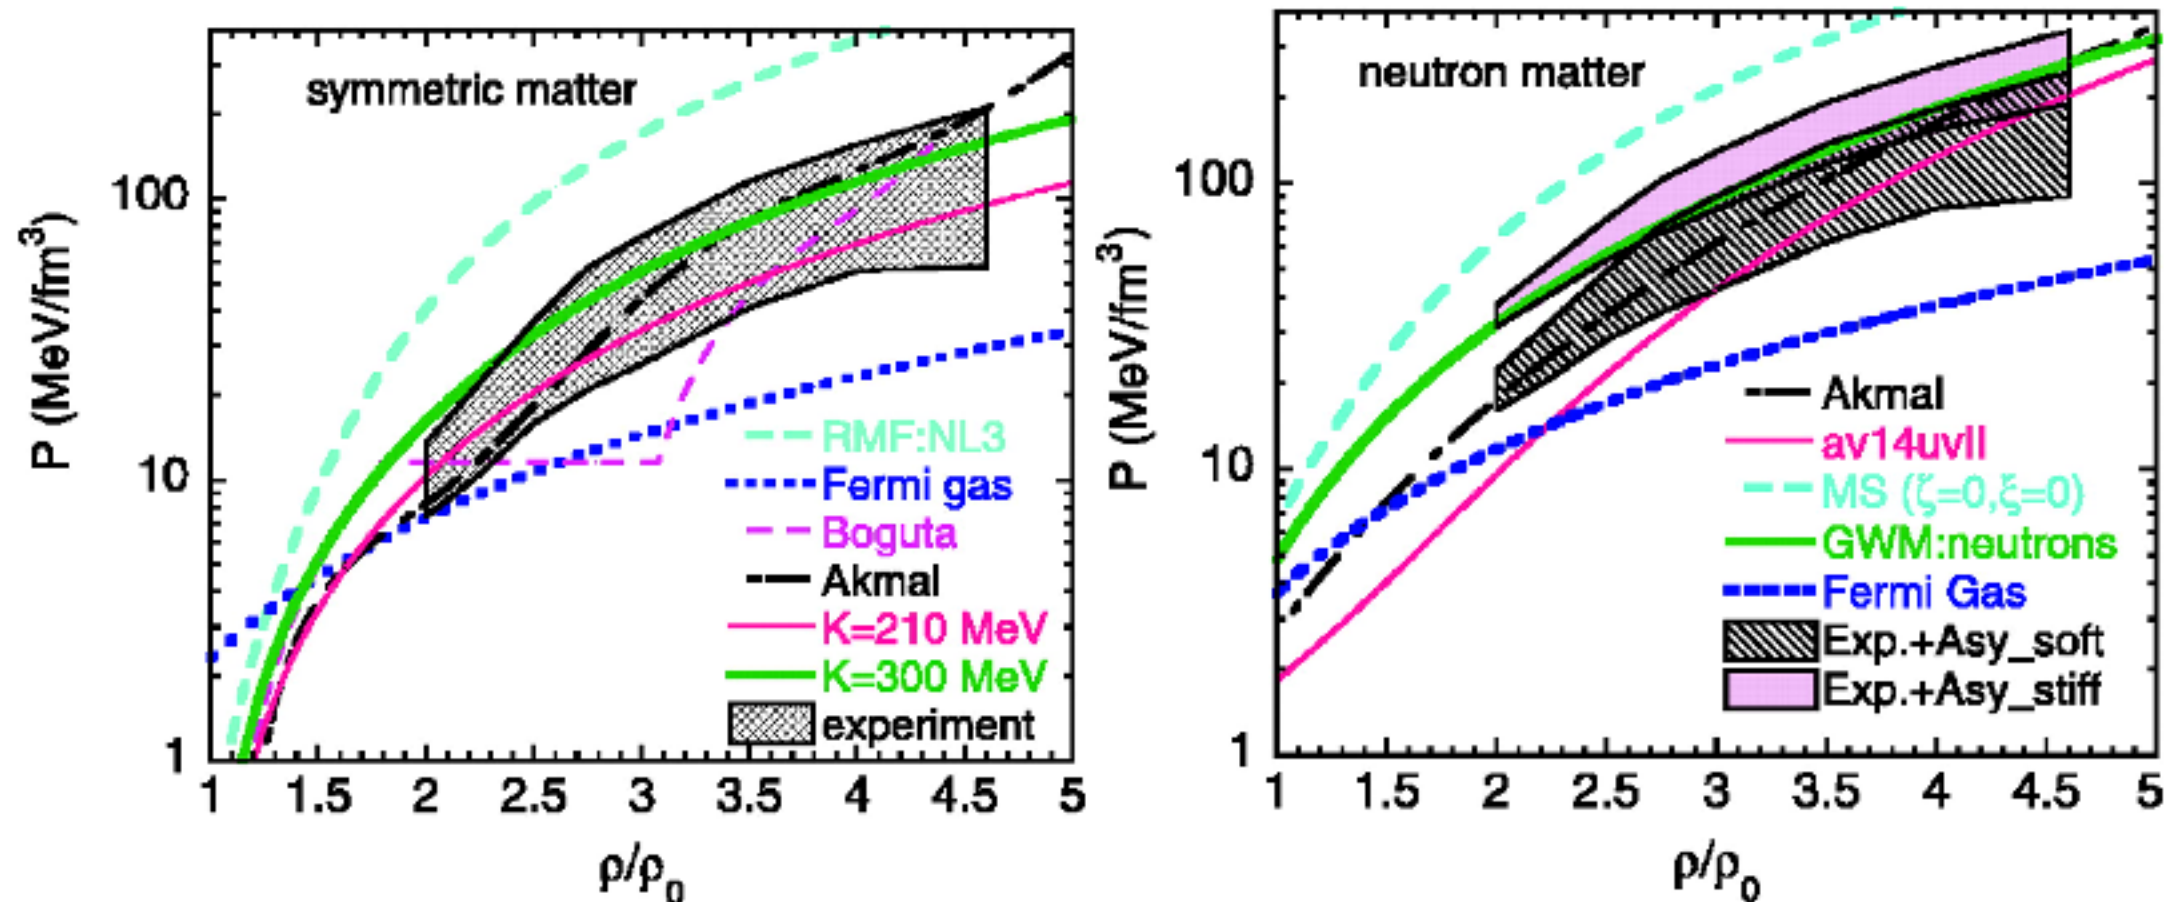 symmetric matter
P (MeV/fm³)
100
10
1
RMF:NL3
Fermi gas
Boguta
Akmal
K=210 MeV
K=300 MeV
experiment
1 1.5 2 2.5 3 3.5 4 4.5 5
ρ/ρ₀
neutron matter
P (MeV/fm³)
100
10
1
Akmal
av14uvII
MS (ζ=0,ξ=0)
GWM:neutrons
Fermi Gas
Exp.+Asy_soft
Exp.+Asy_stiff
1 1.5 2 2.5 3 3.5 4 4.5 5
ρ/ρ₀